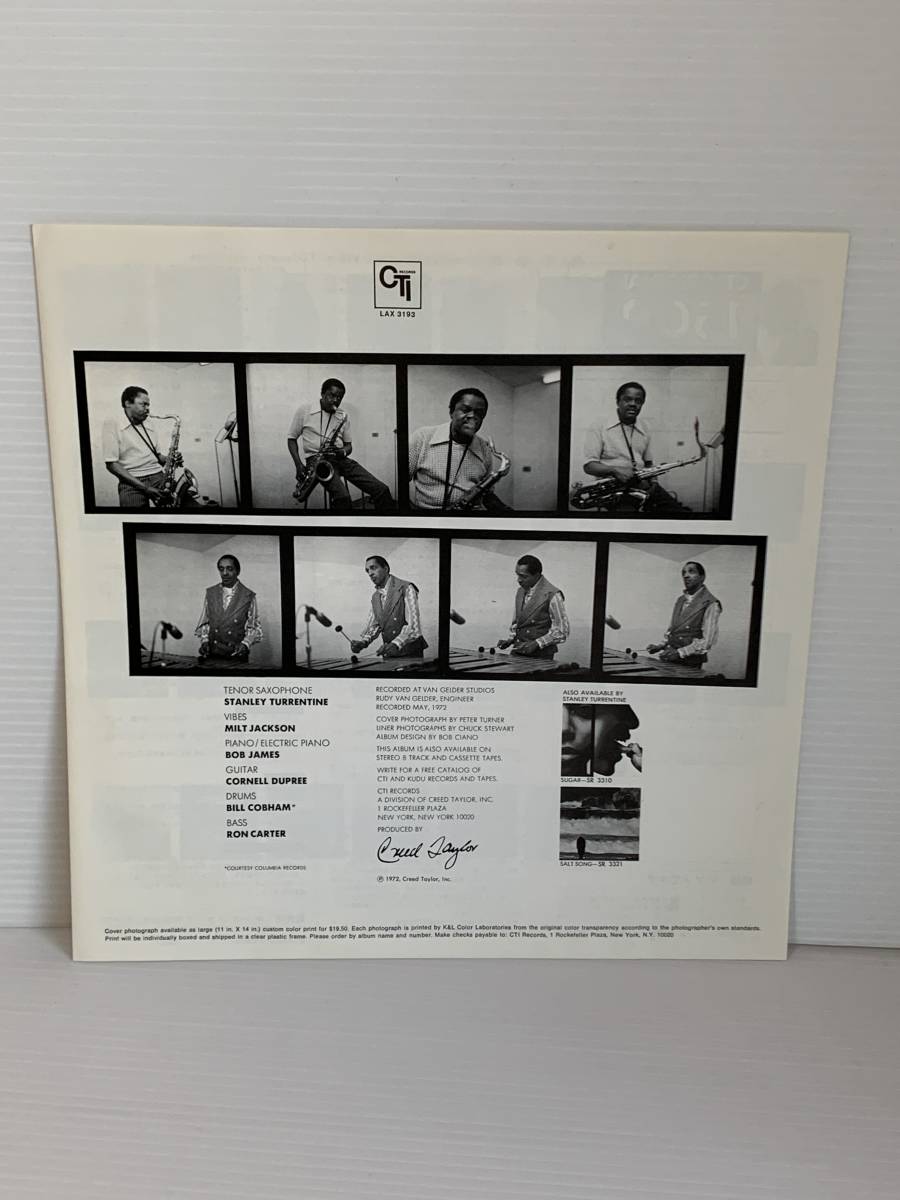 CTI
RECORDS
LAX 3193
TENOR SAXOPHONE
STANLEY TURRENTINE
VIBES
MILT JACKSON
PIANO/ELECTRIC PIANO
BOB JAMES
GUITAR
CORNELL DUPREE
DRUMS
BILL COBHAM*
BASS
RON CARTER
*COURTESY COLUMBIA RECORDS
RECORDED AT VAN GELDER STUDIOS
RUDY VAN GELDER, ENGINEER
RECORDED MAY, 1972
COVER PHOTOGRAPH BY PETER TURNER
LINER PHOTOGRAPHS BY CHUCK STEWART
ALBUM DESIGN BY BOB CIANO
THIS ALBUM IS ALSO AVAILABLE ON
STEREO 8 TRACK AND CASSETTE TAPES.
WRITE FOR A FREE CATALOG OF
CTI AND KUDU RECORDS AND TAPES.
CTI RECORDS
A DIVISION OF CREED TAYLOR, INC.
1 ROCKEFELLER PLAZA
NEW YORK, NEW YORK 10020
PRODUCED BY
Creed Taylor
℗ 1972, Creed Taylor, Inc.
ALSO AVAILABLE BY
STANLEY TURRENTINE
SUGAR—SR 3310
SALT SONG—SR 3321
Cover photograph available as large (11 in. X 14 in.) custom color print for $19.50. Each photograph is printed by K&L Color Laboratories from the original color transparency according to the photographer's own standards.
Print will be individually boxed and shipped in a clear plastic frame. Please order by album name and number. Make checks payable to: CTI Records, 1 Rockefeller Plaza, New York, N.Y. 10020